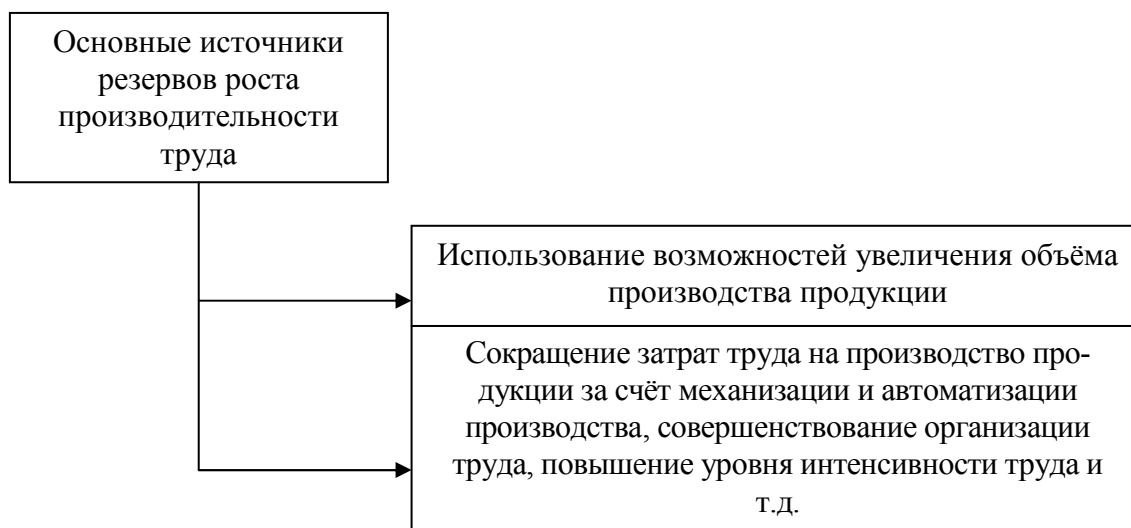 Основные источники
резервов роста
производительности
труда
Использование возможностей увеличения объёма
производства продукции
Сокращение затрат труда на производство про-
дукции за счёт механизации и автоматизации
производства, совершенствование организации
труда, повышение уровня интенсивности труда и
т.д.